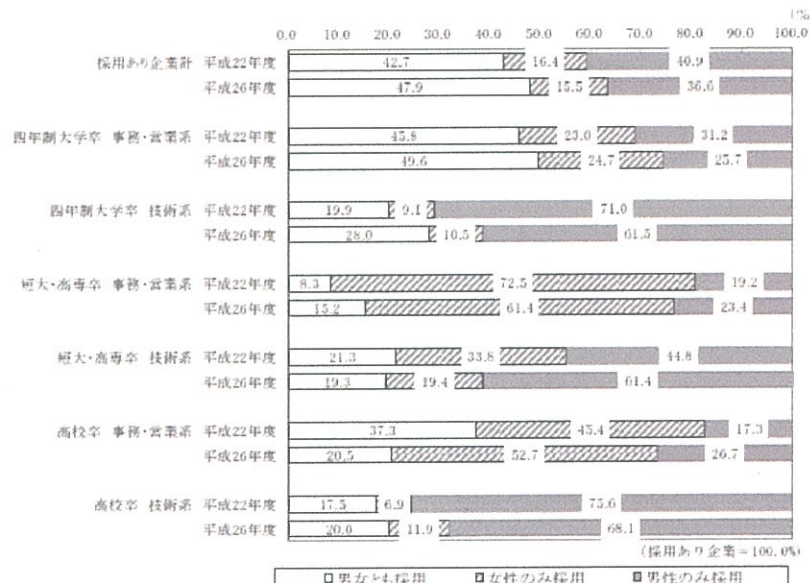 (%
0.0 10.0 20.0 30.0 40.0 50.0 60.0 70.0 80.0 90.0 100.0
採用あり企業計 平成22年度 42.7 16.4 40.9
平成26年度 47.9 15.5 36.6
四年制大学卒 事務・営業系 平成22年度 45.8 23.0 31.2
平成26年度 49.6 24.7 25.7
四年制大学卒 技術系 平成22年度 19.9 9.1 71.0
平成26年度 28.0 10.5 61.5
短大・高専卒 事務・営業系 平成22年度 8.3 72.5 19.2
平成26年度 15.2 61.4 23.4
短大・高専卒 技術系 平成22年度 21.3 33.8 44.8
平成26年度 19.3 19.4 61.4
高校卒 事務・営業系 平成22年度 37.3 45.4 17.3
平成26年度 20.5 52.7 26.7
高校卒 技術系 平成22年度 17.5 6.9 75.6
平成26年度 20.0 11.9 68.1
(採用あり企業=100.0%)
男女とも採用 女性のみ採用 男性のみ採用